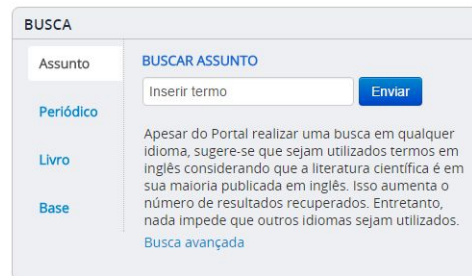 BUSCA
Assunto
Periódico
Livro
Base
BUSCAR ASSUNTO
Inserir termo
Enviar
Apesar do Portal realizar uma busca em qualquer
idioma, sugere-se que sejam utilizados termos em
inglês considerando que a literatura científica é em
sua maioria publicada em inglês. Isso aumenta o
número de resultados recuperados. Entretanto,
nada impede que outros idiomas sejam utilizados.
Busca avançada